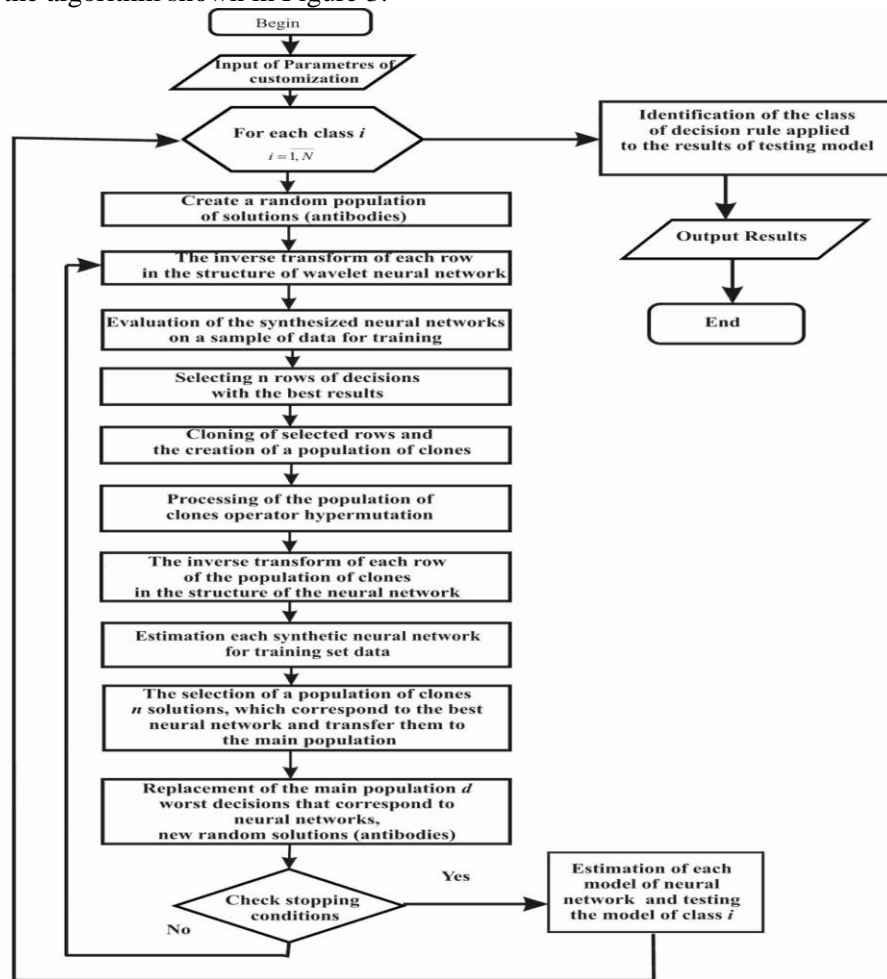 the algorithm shown in Figure 3.
Begin
Input of Parametres of
customization
For each class i
i = 1, N
Create a random population
of solutions (antibodies)
The inverse transform of each row
in the structure of wavelet neural network
Evaluation of the synthesized neural networks
on a sample of data for training
Selecting n rows of decisions
with the best results
Cloning of selected rows and
the creation of a population of clones
Processing of the population of
clones operator hypermutation
The inverse transform of each row
of the population of clones
in the structure of the neural network
Estimation each synthetic neural network
for training set data
The selection of a population of clones
n solutions, which correspond to the best
neural network and transfer them to
the main population
Replacement of the main population d
worst decisions that correspond to
neural networks,
new random solutions (antibodies)
Check stopping
conditions
No
Yes
Estimation of each
model of neural
network and testing
the model of class i
Identification of the class
of decision rule applied
to the results of testing model
Output Results
End